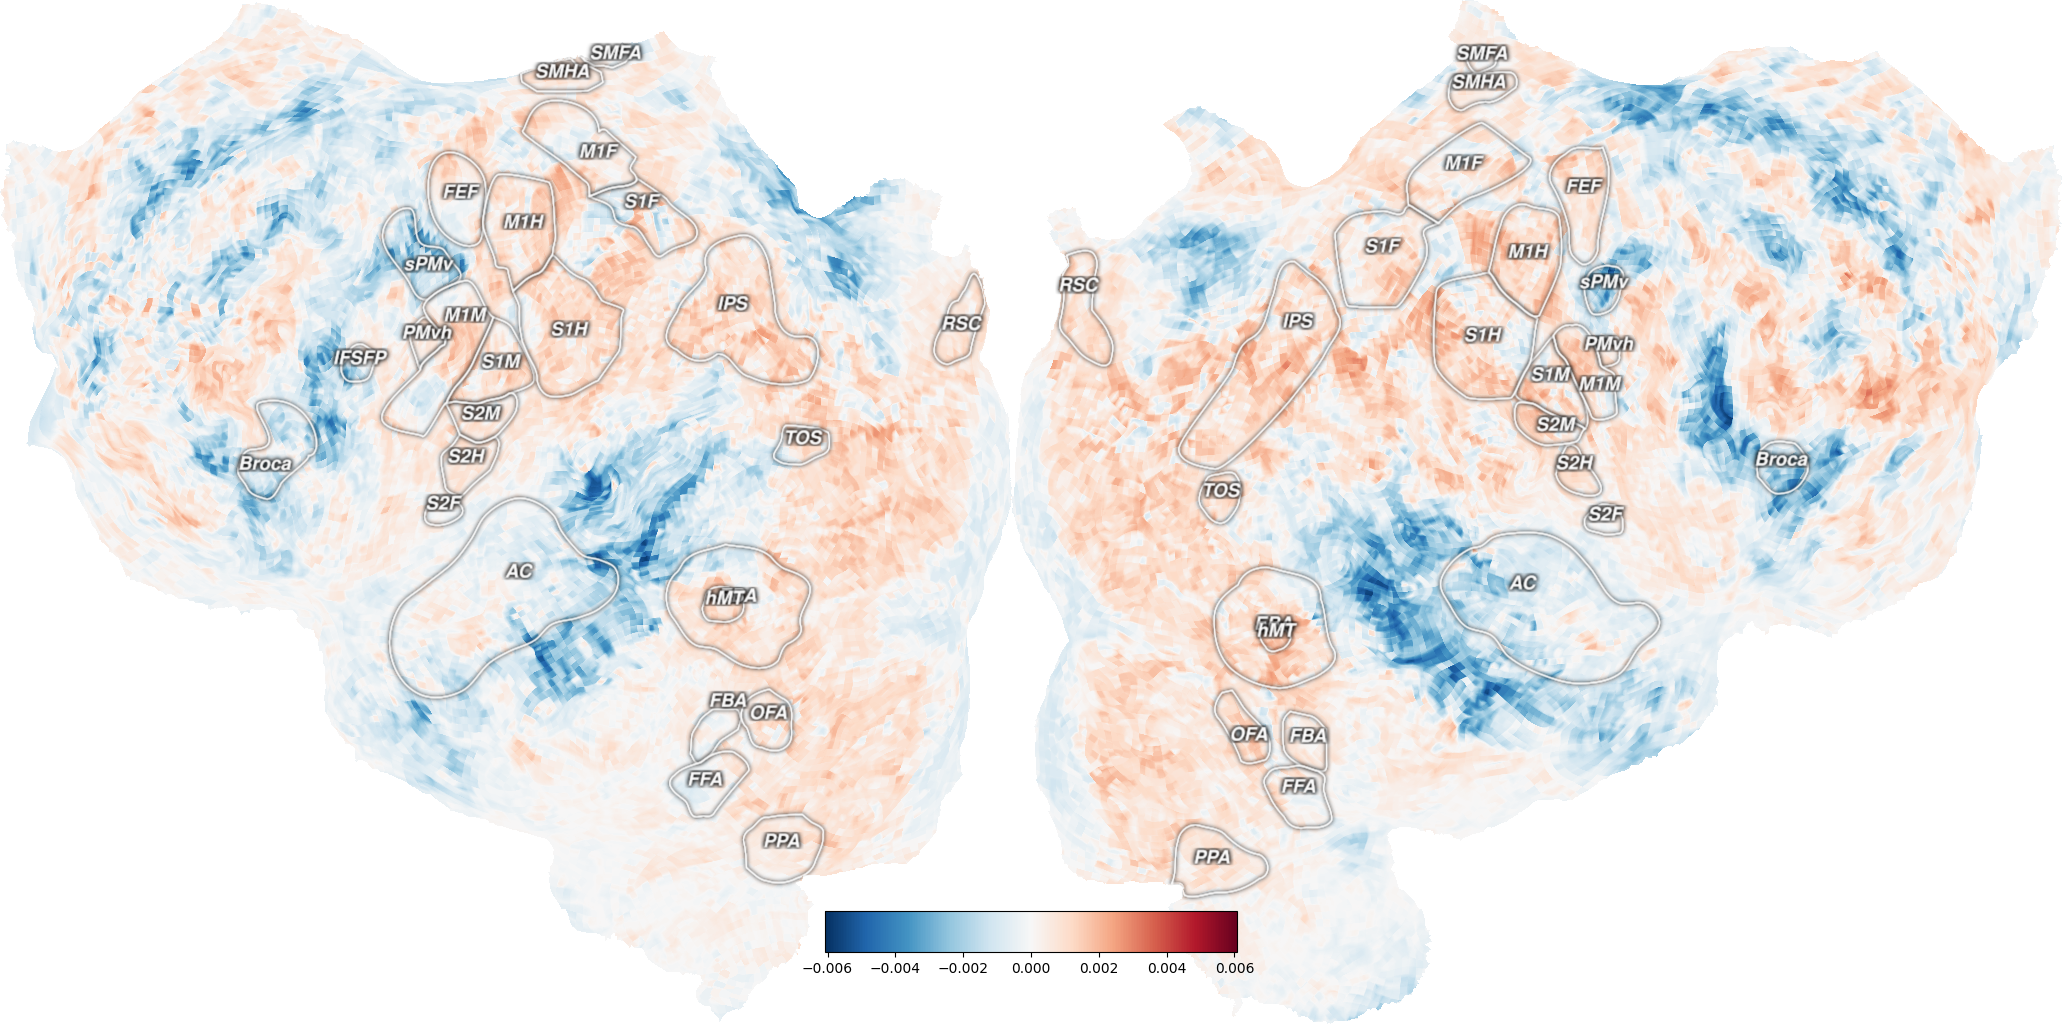 SMFA
SMHA
M1F
FEF
S1F
M1H
sPMv
IPS
M1M
RSC
PMvh
S1H
IFSFP
S1M
S2M
TOS
Broca
S2H
S2F
AC
hMT
FBA
OFA
FFA
PPA
SMFA
SMHA
M1F
FEF
S1F
M1H
RSC
sPMv
IPS
S1H
PMvh
S1M
M1M
S2M
Broca
S2H
TOS
S2F
AC
hMT
OFA
FBA
FFA
PPA
−0.006 −0.004 −0.002 0.000 0.002 0.004 0.006